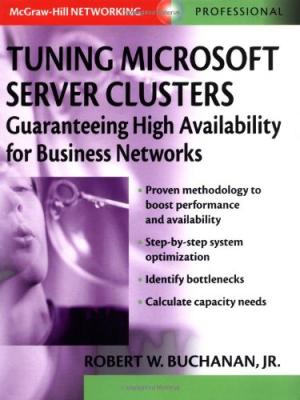 McGraw-Hill NETWORKING PROFESSIONAL
TUNING MICROSOFT
SERVER CLUSTERS
Guaranteeing High Availability
for Business Networks
• Proven methodology to
boost performance
and availability
• Step-by-step system
optimization
• Identify bottlenecks
• Calculate capacity needs
ROBERT W. BUCHANAN, JR.